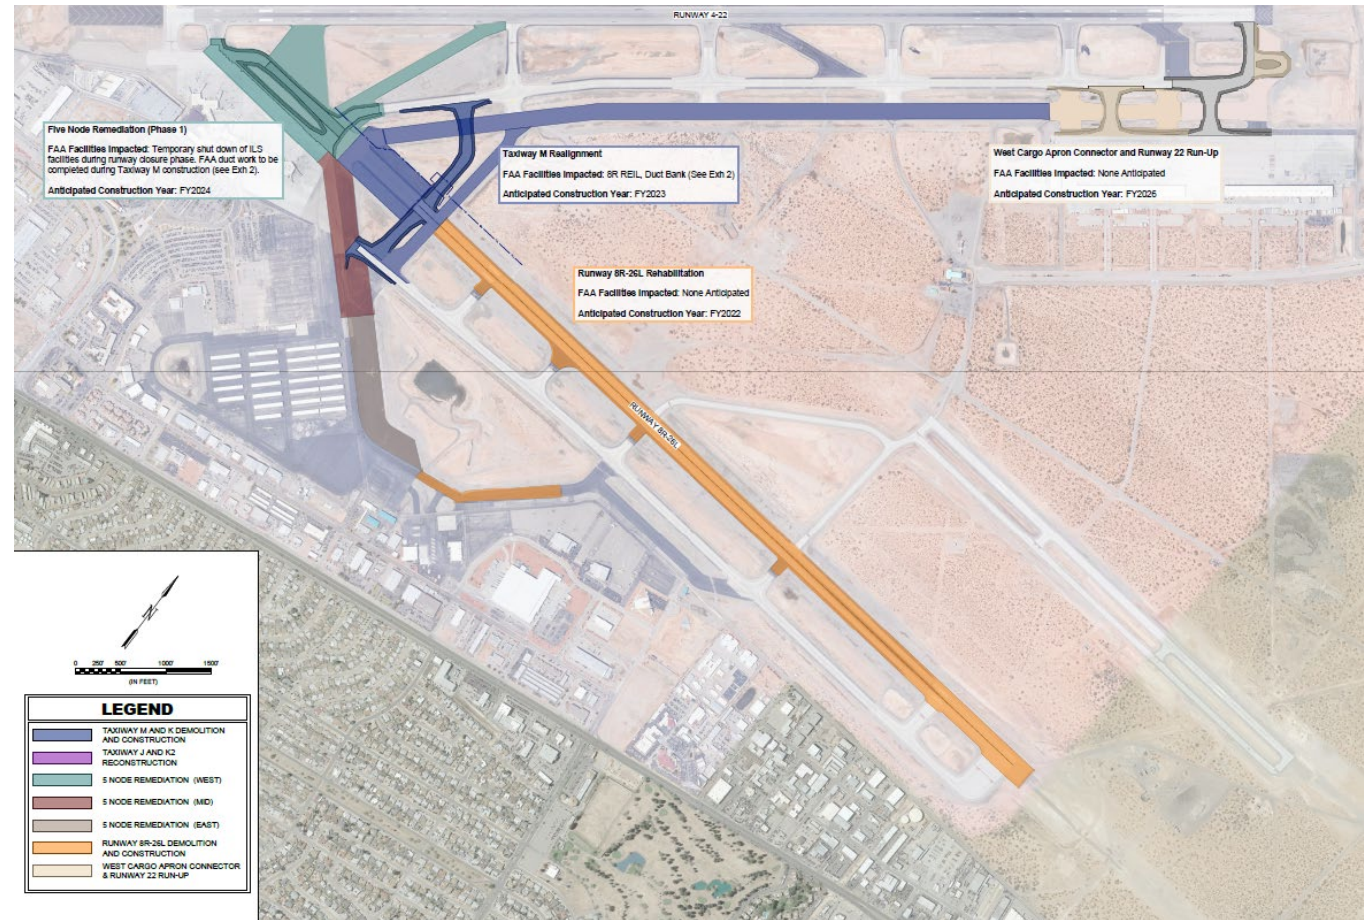 RUNWAY 4-22
Five Node Remediation (Phase 1)
FAA Facilities Impacted: Temporary shut down of ILS
facilities during runway closure phase. FAA duct work to be
completed during Taxiway M construction (see Exh 2).
Anticipated Construction Year: FY2024
Taxiway M Realignment
FAA Facilities Impacted: 8R REIL, Duct Bank (See Exh 2)
Anticipated Construction Year: FY2023
West Cargo Apron Connector and Runway 22 Run-Up
FAA Facilities Impacted: None Anticipated
Anticipated Construction Year: FY2026
Runway 8R-26L Rehabilitation
FAA Facilities Impacted: None Anticipated
Anticipated Construction Year: FY2022
RUNWAY 8R-26L
N
0 250' 500' 1000' 1500'
(IN FEET)
LEGEND
TAXIWAY M AND K DEMOLITION
AND CONSTRUCTION
TAXIWAY J AND K2
RECONSTRUCTION
5 NODE REMEDIATION (WEST)
5 NODE REMEDIATION (MID)
5 NODE REMEDIATION (EAST)
RUNWAY 8R-26L DEMOLITION
AND CONSTRUCTION
WEST CARGO APRON CONNECTOR
& RUNWAY 22 RUN-UP